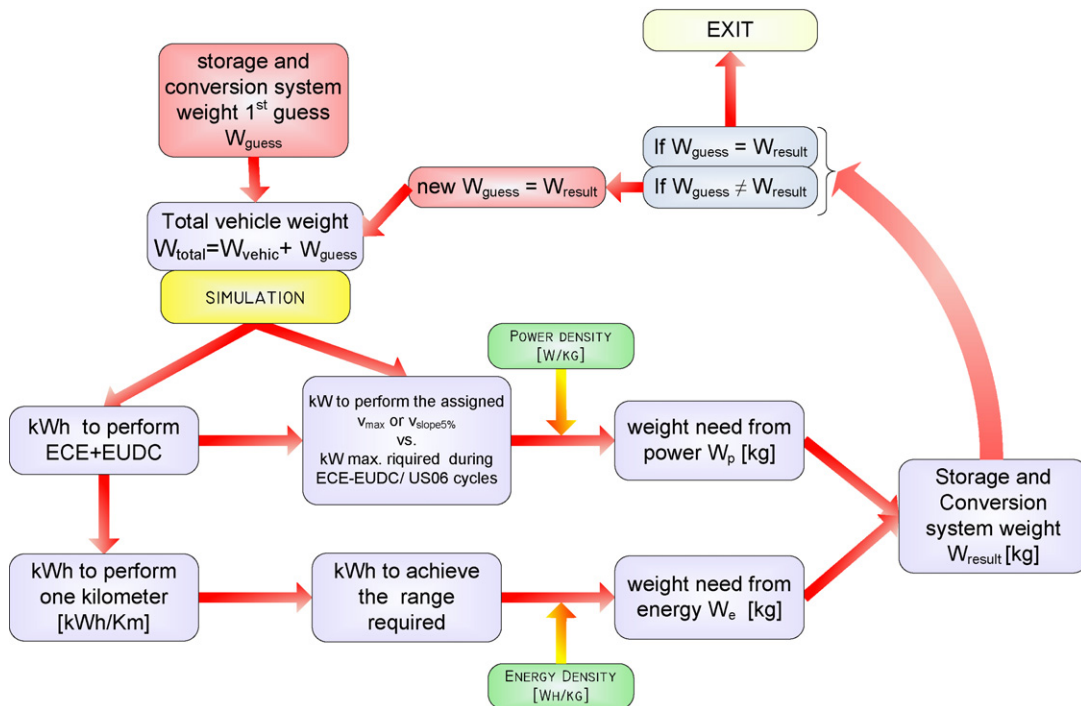 storage and
conversion system
weight 1st guess
Wguess
EXIT
If Wguess = Wresult
If Wguess ≠ Wresult
new Wguess = Wresult
Total vehicle weight
Wtotal=Wvehic+ Wguess
SIMULATION
POWER DENSITY
[W/KG]
kWh to perform
ECE+EUDC
kW to perform the assigned
vmax or vslope5%
vs.
kW max. riquired during
ECE-EUDC/ US06 cycles
weight need from
power Wp [kg]
Storage and
Conversion
system weight
Wresult [kg]
kWh to perform
one kilometer
[kWh/Km]
kWh to achieve
the range
required
weight need from
energy We [kg]
ENERGY DENSITY
[WH/KG]